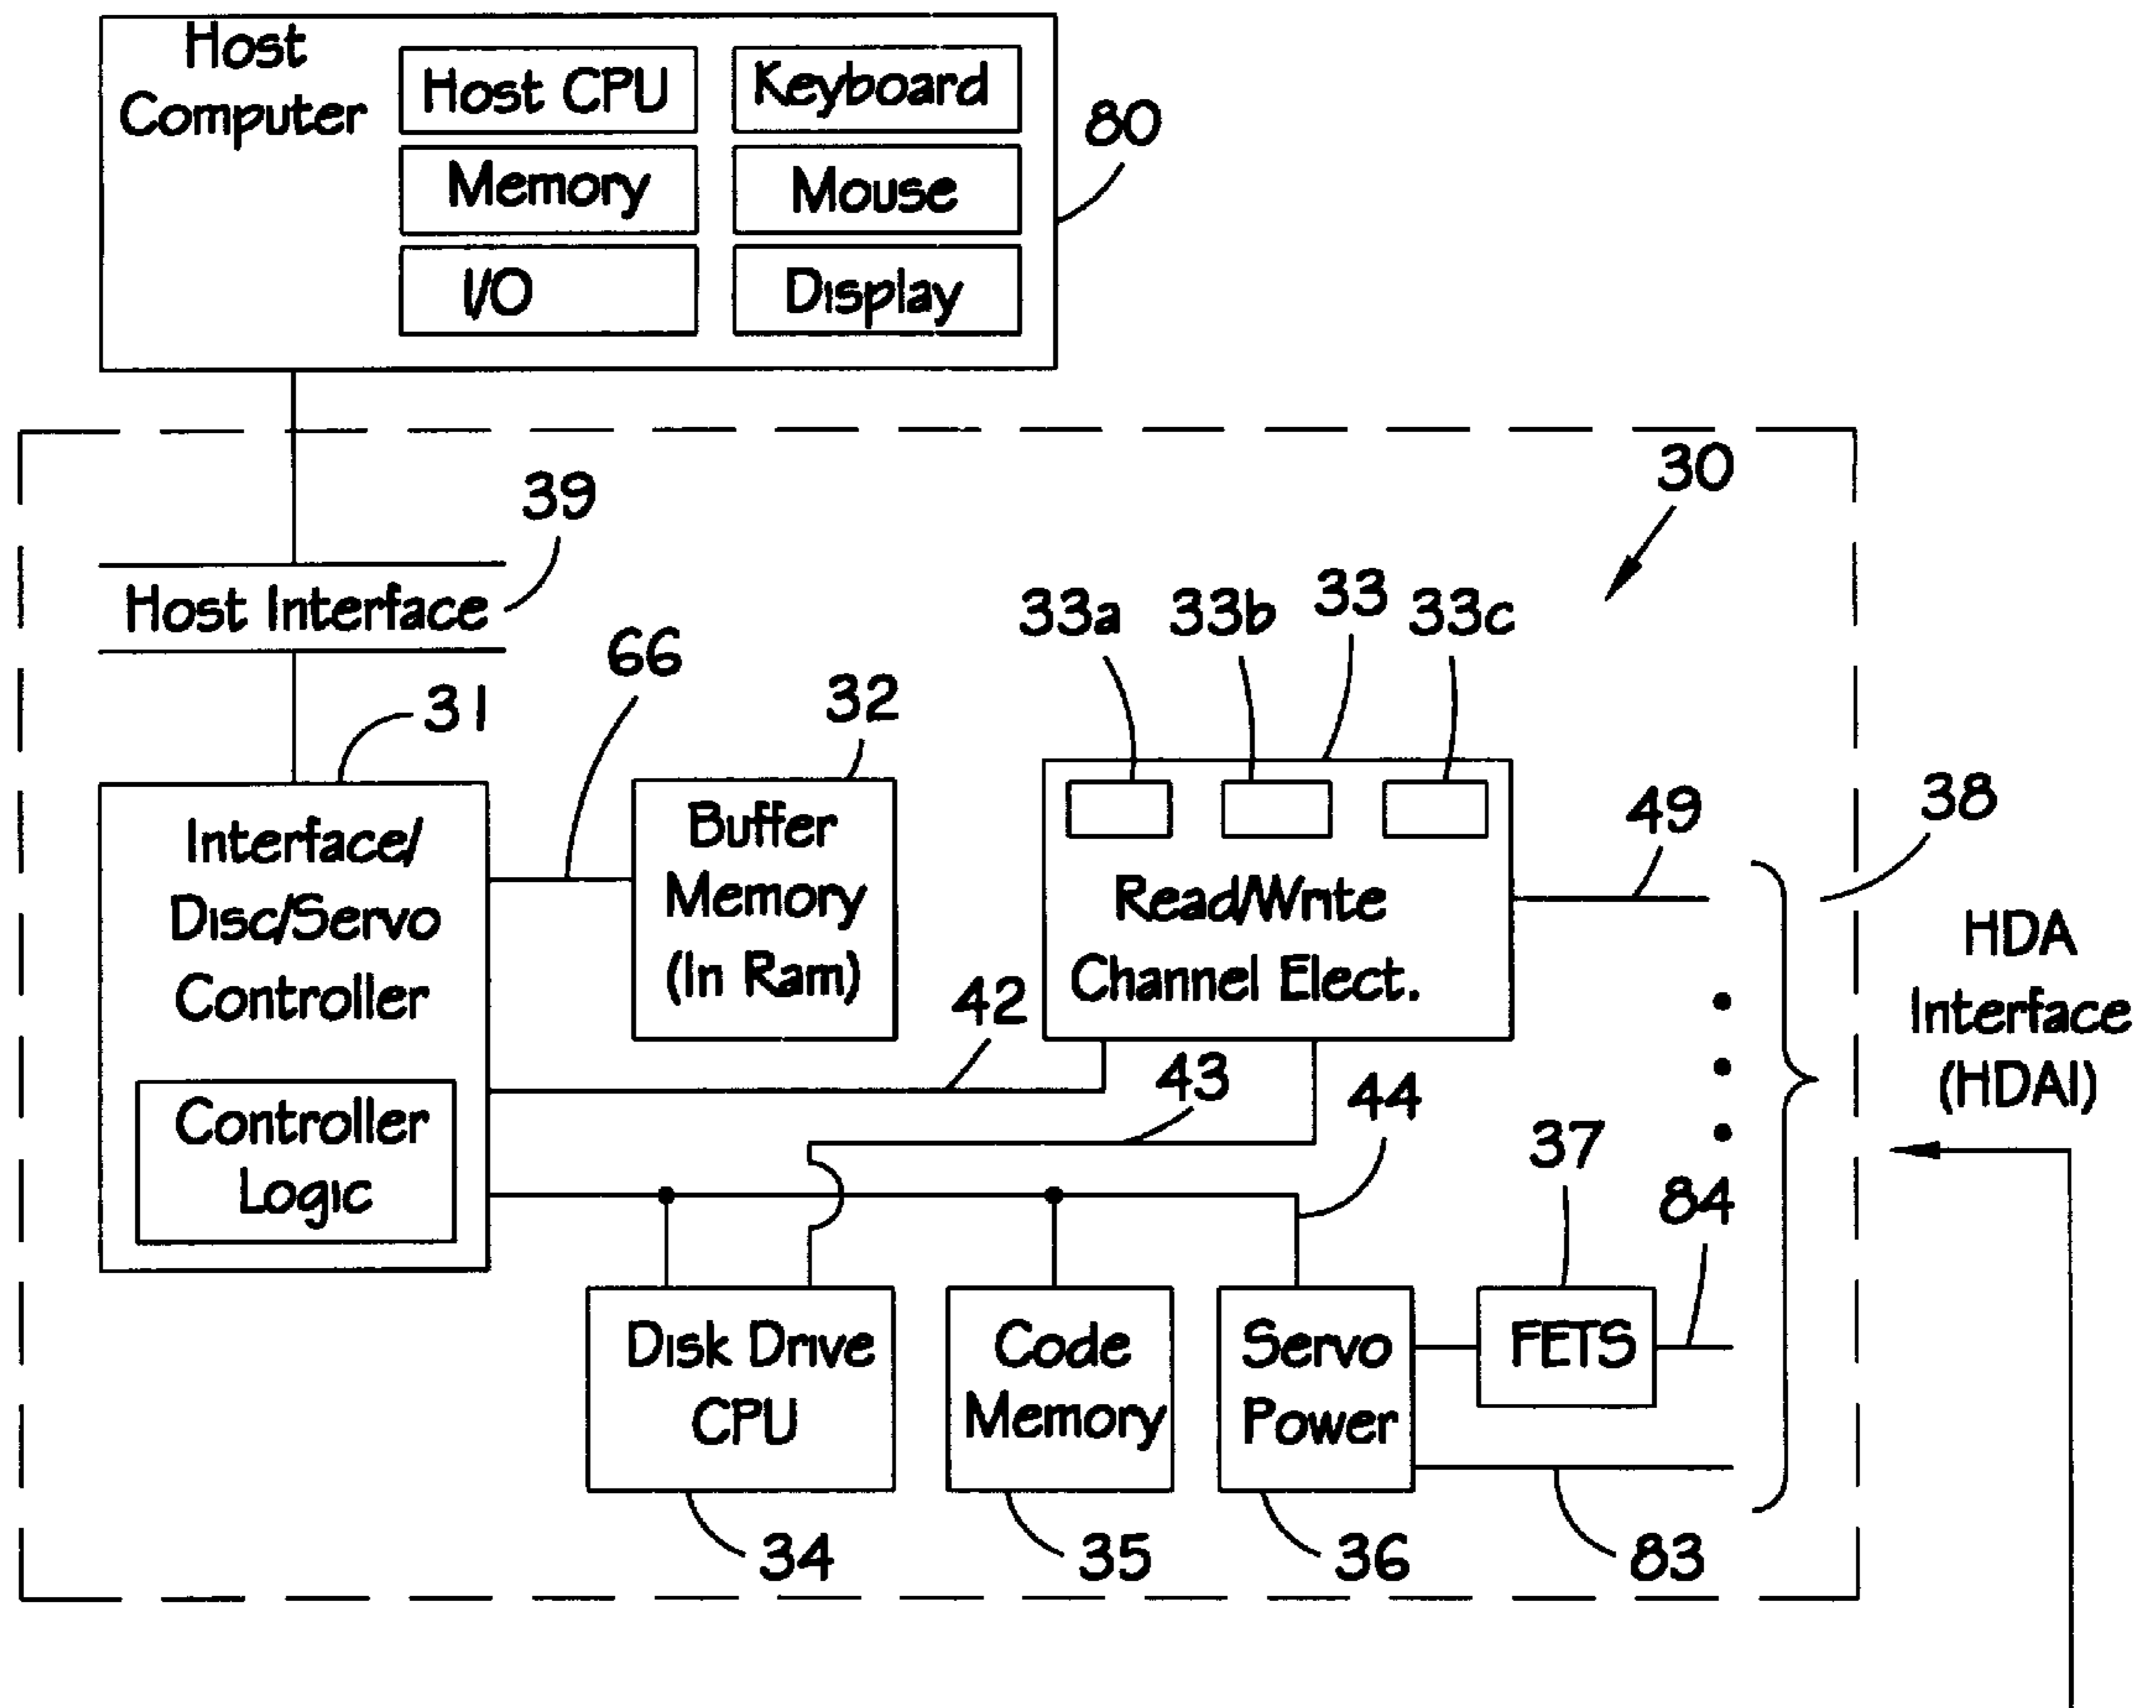 Host
Computer
Host CPU
Keyboard
80
Memory
Mouse
I/O
Display
30
39
Host Interface
33a
33b
33
33c
66
32
31
Interface/
Disc/Servo
Controller
Buffer
Memory
(In Ram)
Read/Write
Channel Elect.
49
38
HDA
Interface
(HDAI)
42
43
44
Controller
Logic
37
84
Disk Drive
CPU
Code
Memory
Servo
Power
FETS
34
35
36
83